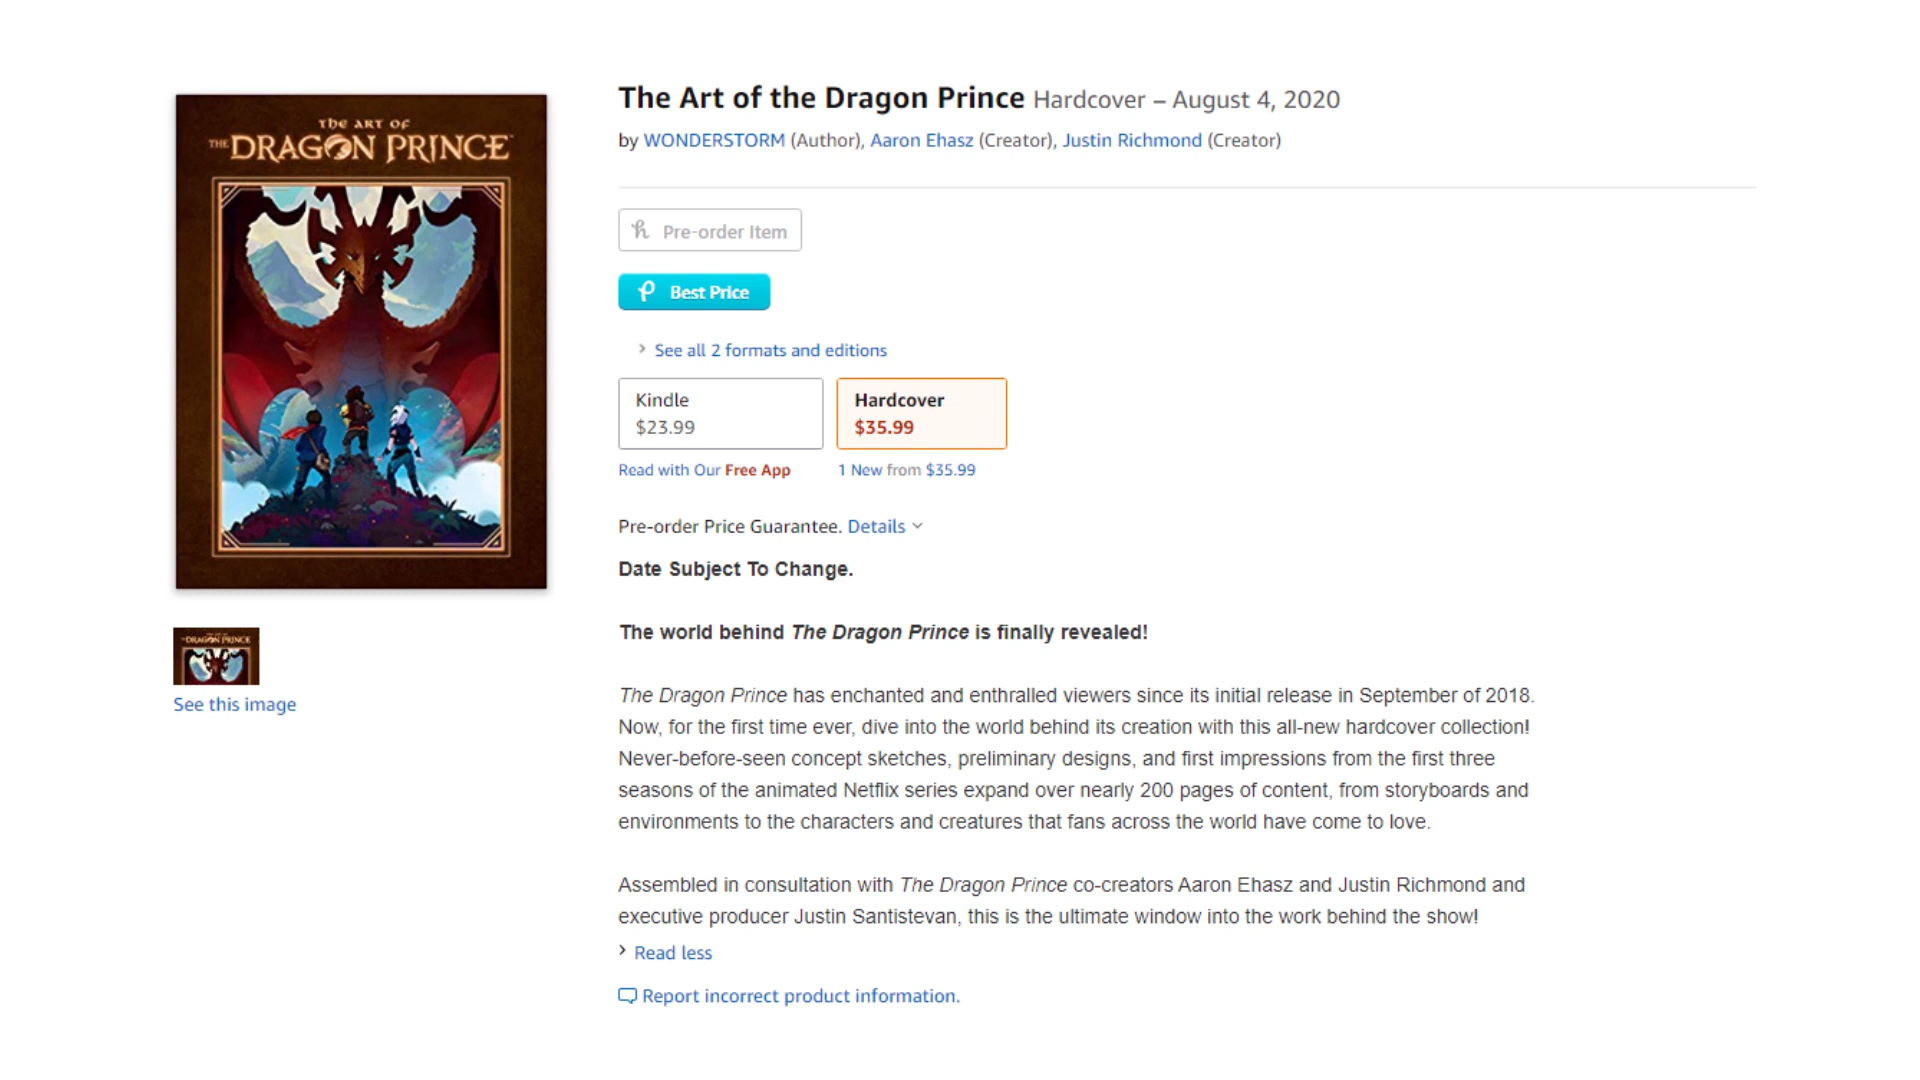 THE ART OF
THE DRAGON PRINCE
The Art of the Dragon Prince Hardcover – August 4, 2020
by WONDERSTORM (Author), Aaron Ehasz (Creator), Justin Richmond (Creator)
Pre-order Item
Best Price
See all 2 formats and editions
Kindle
$23.99
Hardcover
$35.99
Read with Our Free App
1 New from $35.99
Pre-order Price Guarantee. Details
Date Subject To Change.
The world behind The Dragon Prince is finally revealed!
The Dragon Prince has enchanted and enthralled viewers since its initial release in September of 2018.
Now, for the first time ever, dive into the world behind its creation with this all-new hardcover collection!
Never-before-seen concept sketches, preliminary designs, and first impressions from the first three
seasons of the animated Netflix series expand over nearly 200 pages of content, from storyboards and
environments to the characters and creatures that fans across the world have come to love.
Assembled in consultation with The Dragon Prince co-creators Aaron Ehasz and Justin Richmond and
executive producer Justin Santistevan, this is the ultimate window into the work behind the show!
Read less
Report incorrect product information.
DRAGON PRINCE
See this image